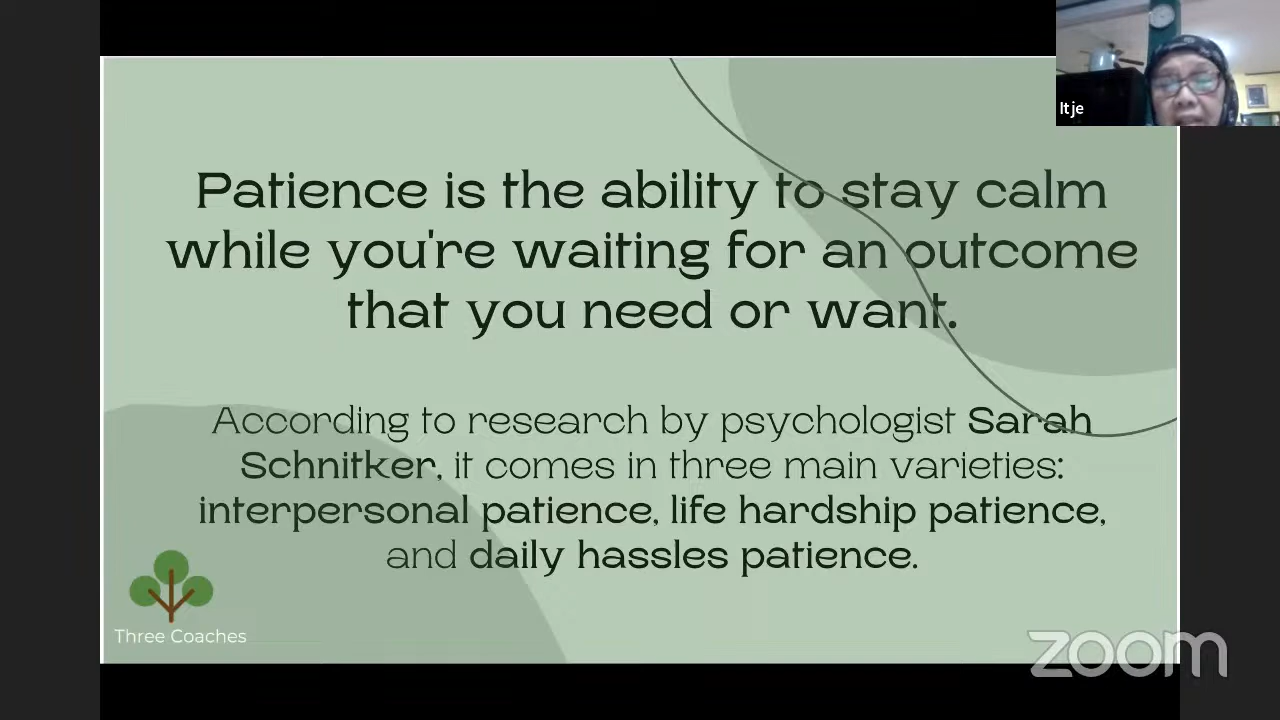 Itje
Patience is the ability to stay calm
while you're waiting for an outcome
that you need or want.
According to research by psychologist Sarah
Schnitker, it comes in three main varieties:
interpersonal patience, life hardship patience,
and daily hassles patience.
Three Coaches
zoom